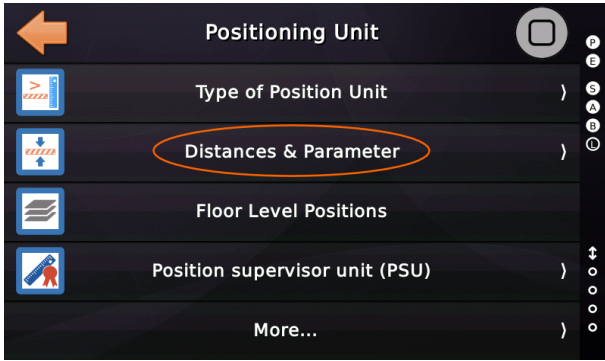 Positioning Unit
Type of Position Unit
Distances & Parameter
Floor Level Positions
Position supervisor unit (PSU)
More...
P
E
S
A
B
L